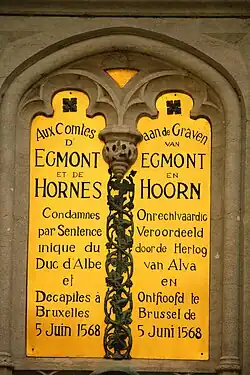 Aux Comtes
D'
EGMONT
ET DE
HORNES
Condamnes
par Sentence
inique du
Duc d'Albe
et
Decapites à
Bruxelles
5 Juin 1568
aan de Graven
VAN
EGMONT
EN
HOORN
Onrechtvaardig
Veroordeeld
door de Hertog
van Alva
en
Onthoofd te
Brussel de
5 Juni 1568